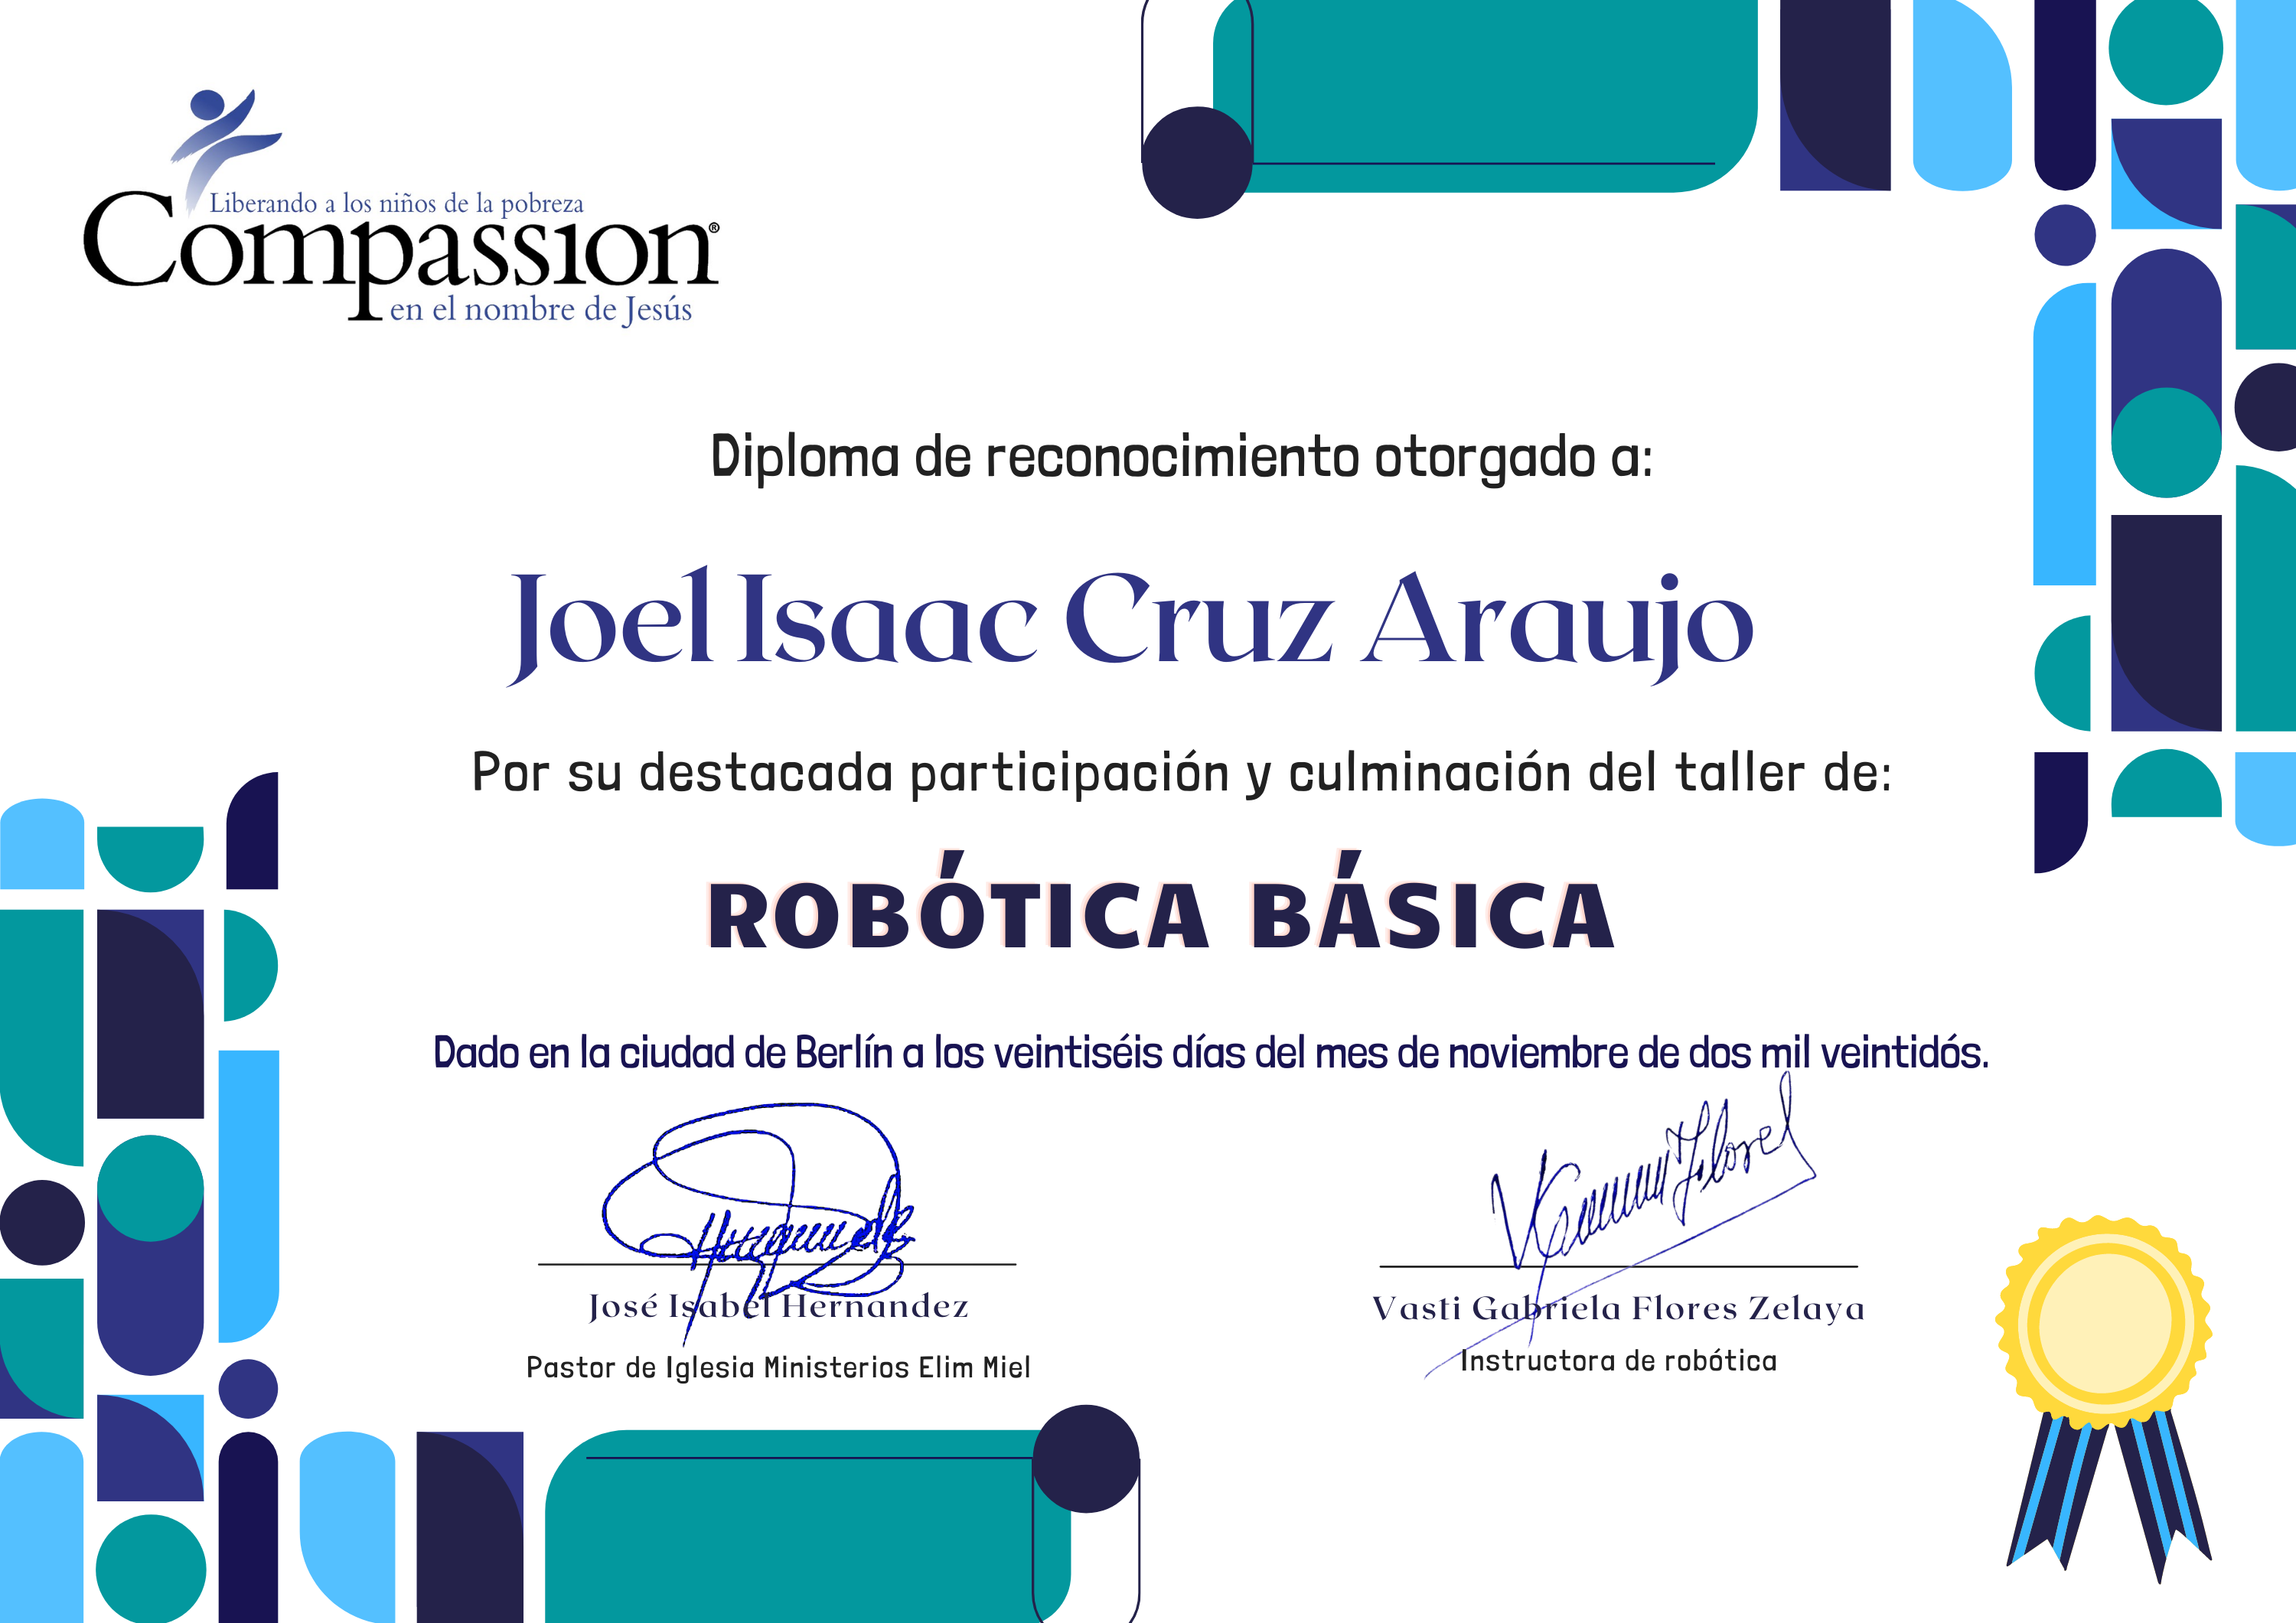 Liberando a los niños de la pobreza
Compassion®
en el nombre de Jesús
Diploma de reconocimiento otorgado a:
Joel Isaac Cruz Araujo
Por su destacada participación y culminación del taller de:
ROBÓTICA BÁSICA
Dado en la ciudad de Berlín a los veintiséis días del mes de noviembre de dos mil veintidós.
José Isabel Hernandez
Vasti Gabriela Flores Zelaya
Pastor de Iglesia Ministerios Elim Miel
Instructora de robótica